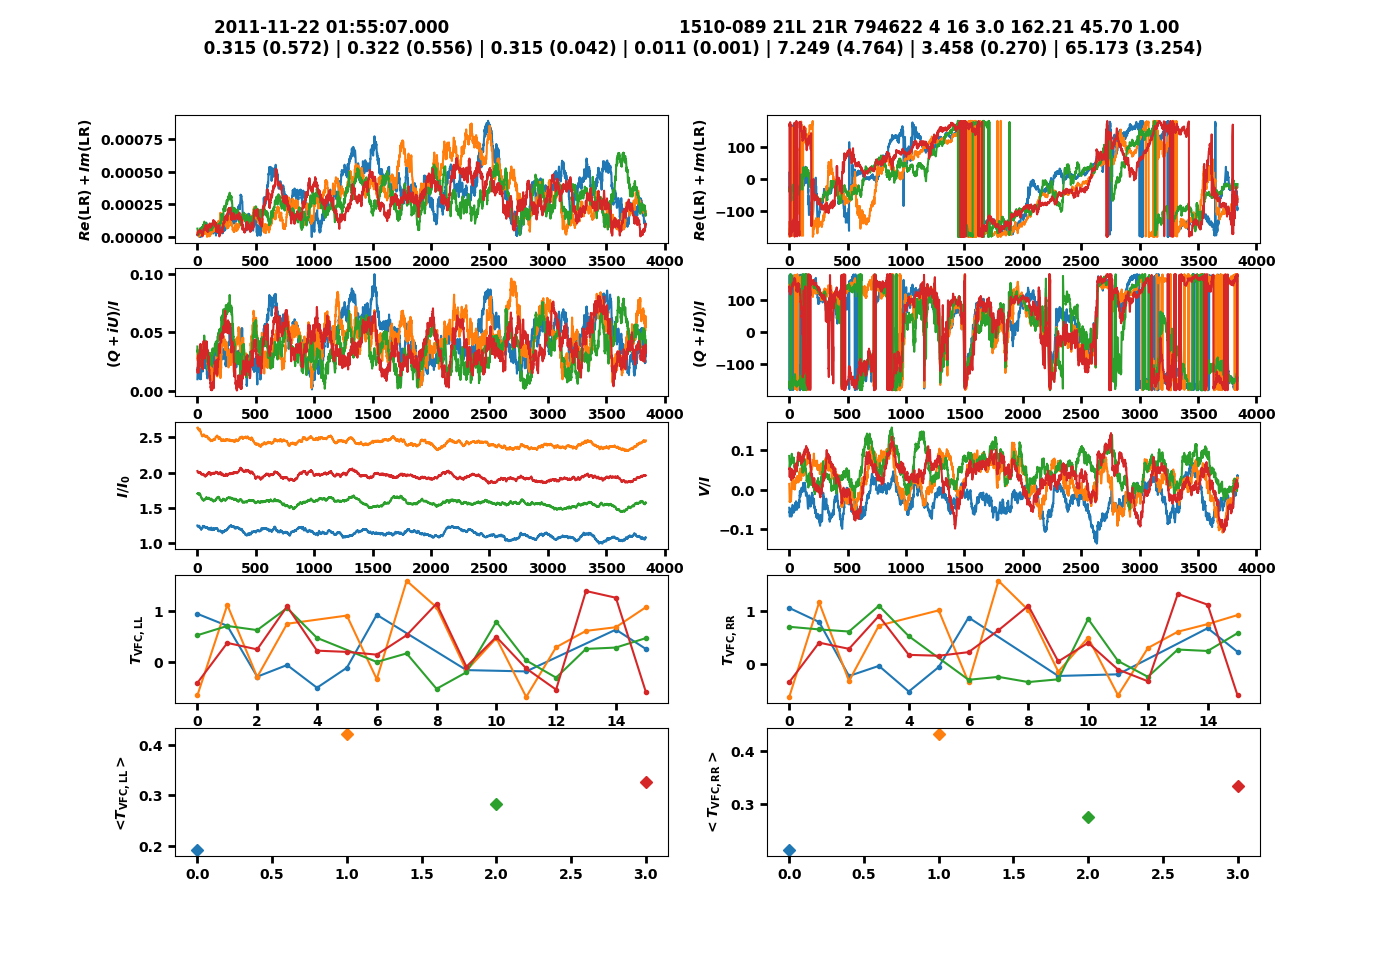 2011-11-22 01:55:07.000 1510-089 21L 21R 794622 4 16 3.0 162.21 45.70 1.00
0.315 (0.572) | 0.322 (0.556) | 0.315 (0.042) | 0.011 (0.001) | 7.249 (4.764) | 3.458 (0.270) | 65.173 (3.254)
Re(LR) + Im(LR)
0.00075
0.00050
0.00025
0.00000
0 500 1000 1500 2000 2500 3000 3500 4000
Re(LR) + Im(LR)
100
0
−100
0 500 1000 1500 2000 2500 3000 3500 4000
(Q + iU)/I
0.10
0.05
0.00
0 500 1000 1500 2000 2500 3000 3500 4000
(Q + iU)/I
100
0
−100
0 500 1000 1500 2000 2500 3000 3500 4000
I/I0
2.5
2.0
1.5
1.0
0 500 1000 1500 2000 2500 3000 3500 4000
V/I
0.1
0.0
−0.1
0 500 1000 1500 2000 2500 3000 3500 4000
TVFC, LL
1
0
0 2 4 6 8 10 12 14
TVFC, RR
1
0
0 2 4 6 8 10 12 14
<TVFC, LL >
0.4
0.3
0.2
0.0 0.5 1.0 1.5 2.0 2.5 3.0
< TVFC, RR >
0.4
0.3
0.0 0.5 1.0 1.5 2.0 2.5 3.0